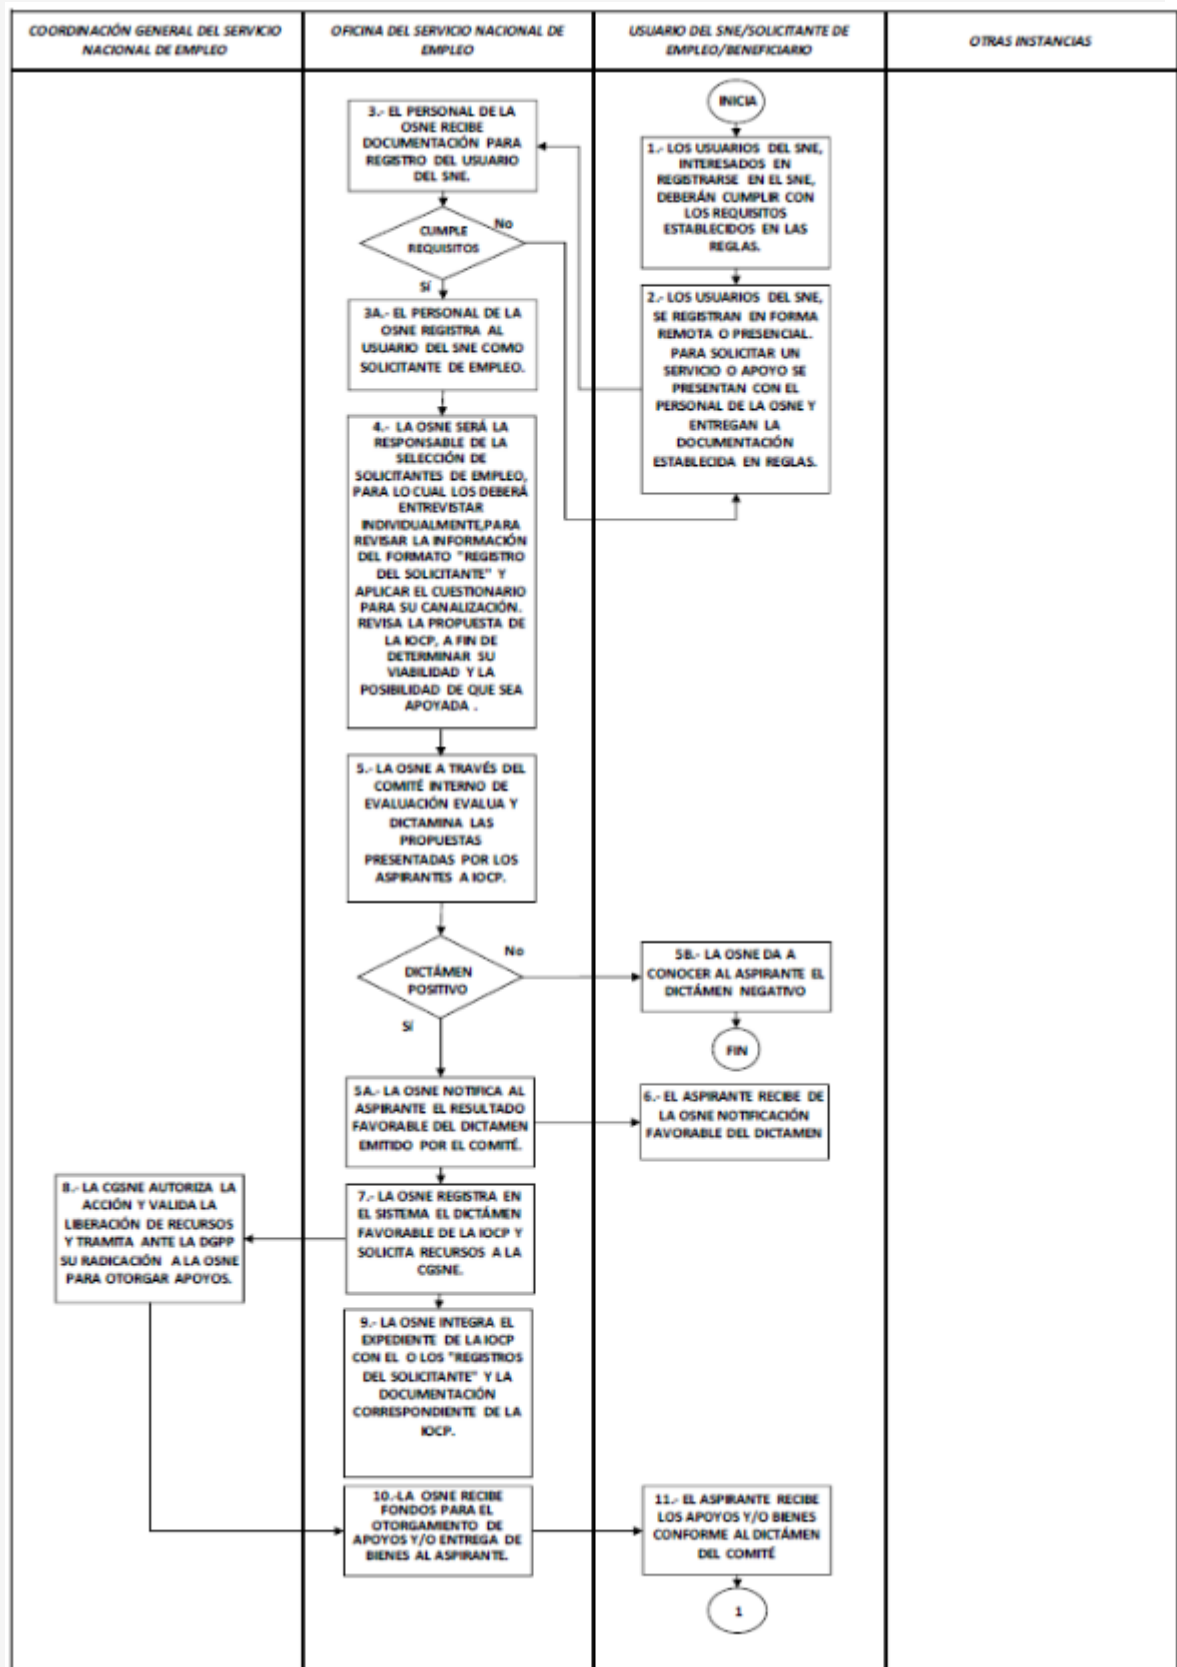 COORDINACIÓN GENERAL DEL SERVICIO
NACIONAL DE EMPLEO
OFICINA DEL SERVICIO NACIONAL DE
EMPLEO
USUARIO DEL SNE/SOLICITANTE DE
EMPLEO/BENEFICIARIO
OTRAS INSTANCIAS
INICIA
1.- LOS USUARIOS DEL SNE,
INTERESADOS EN
REGISTRARSE EN EL SNE,
DEBERÁN CUMPLIR CON
LOS REQUISITOS
ESTABLECIDOS EN LAS
REGLAS.
2.- LOS USUARIOS DEL SNE,
SE REGISTRAN EN FORMA
REMOTA O PRESENCIAL.
PARA SOLICITAR UN
SERVICIO O APOYO SE
PRESENTAN CON EL
PERSONAL DE LA OSNE Y
ENTREGAN LA
DOCUMENTACIÓN
ESTABLECIDA EN REGLAS.
3.- EL PERSONAL DE LA
OSNE RECIBE
DOCUMENTACIÓN PARA
REGISTRO DEL USUARIO
DEL SNE.
CUMPLE
REQUISITOS
No
Sí
3A.- EL PERSONAL DE LA
OSNE REGISTRA AL
USUARIO DEL SNE COMO
SOLICITANTE DE EMPLEO.
4.- LA OSNE SERÁ LA
RESPONSABLE DE LA
SELECCIÓN DE
SOLICITANTES DE EMPLEO,
PARA LO CUAL LOS DEBERÁ
ENTREVISTAR
INDIVIDUALMENTE,PARA
REVISAR LA INFORMACIÓN
DEL FORMATO "REGISTRO
DEL SOLICITANTE" Y
APLICAR EL CUESTIONARIO
PARA SU CANALIZACIÓN.
REVISA LA PROPUESTA DE
LA IOCP, A FIN DE
DETERMINAR SU
VIABILIDAD Y LA
POSIBILIDAD DE QUE SEA
APOYADA .
5.- LA OSNE A TRAVÉS DEL
COMITÉ INTERNO DE
EVALUACIÓN EVALUA Y
DICTAMINA LAS
PROPUESTAS
PRESENTADAS POR LOS
ASPIRANTES A IOCP.
DICTÁMEN
POSITIVO
No
Sí
5B.- LA OSNE DA A
CONOCER AL ASPIRANTE EL
DICTÁMEN NEGATIVO
FIN
5A.- LA OSNE NOTIFICA AL
ASPIRANTE EL RESULTADO
FAVORABLE DEL DICTAMEN
EMITIDO POR EL COMITÉ.
6.- EL ASPIRANTE RECIBE DE
LA OSNE NOTIFICACIÓN
FAVORABLE DEL DICTAMEN
7.- LA OSNE REGISTRA EN
EL SISTEMA EL DICTÁMEN
FAVORABLE DE LA IOCP Y
SOLICITA RECURSOS A LA
CGSNE.
8.- LA CGSNE AUTORIZA LA
ACCIÓN Y VALIDA LA
LIBERACIÓN DE RECURSOS
Y TRAMITA ANTE LA DGPP
SU RADICACIÓN A LA OSNE
PARA OTORGAR APOYOS.
9.- LA OSNE INTEGRA EL
EXPEDIENTE DE LA IOCP
CON EL O LOS "REGISTROS
DEL SOLICITANTE" Y LA
DOCUMENTACIÓN
CORRESPONDIENTE DE LA
IOCP.
10.-LA OSNE RECIBE
FONDOS PARA EL
OTORGAMIENTO DE
APOYOS Y/O ENTREGA DE
BIENES AL ASPIRANTE.
11.- EL ASPIRANTE RECIBE
LOS APOYOS Y/O BIENES
CONFORME AL DICTÁMEN
DEL COMITÉ
1